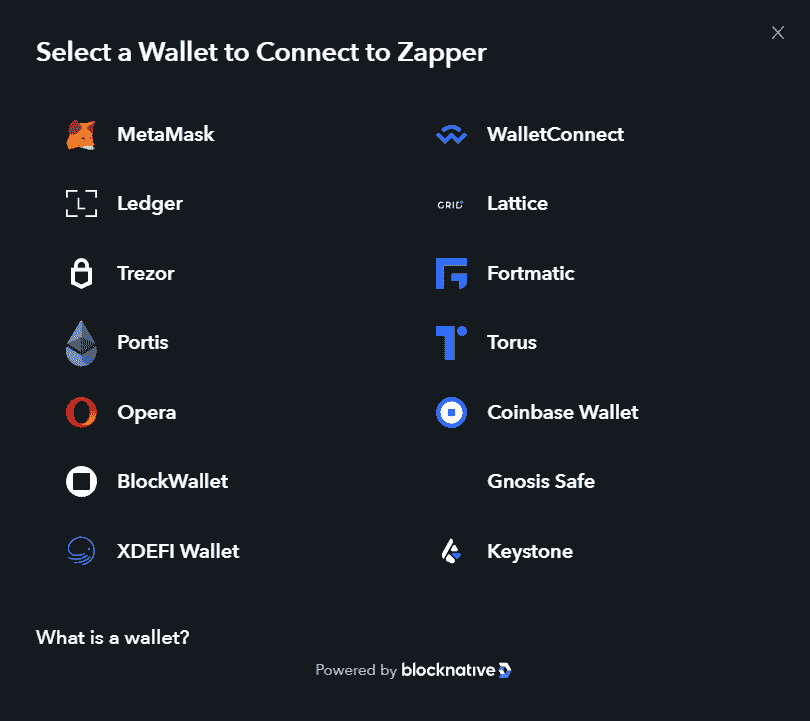 Select a Wallet to Connect to Zapper
MetaMask
WalletConnect
Ledger
L
GRID+
Lattice
Trezor
Fortmatic
Portis
Torus
Opera
Coinbase Wallet
BlockWallet
Gnosis Safe
XDEFI Wallet
Keystone
What is a wallet?
Powered by blocknative